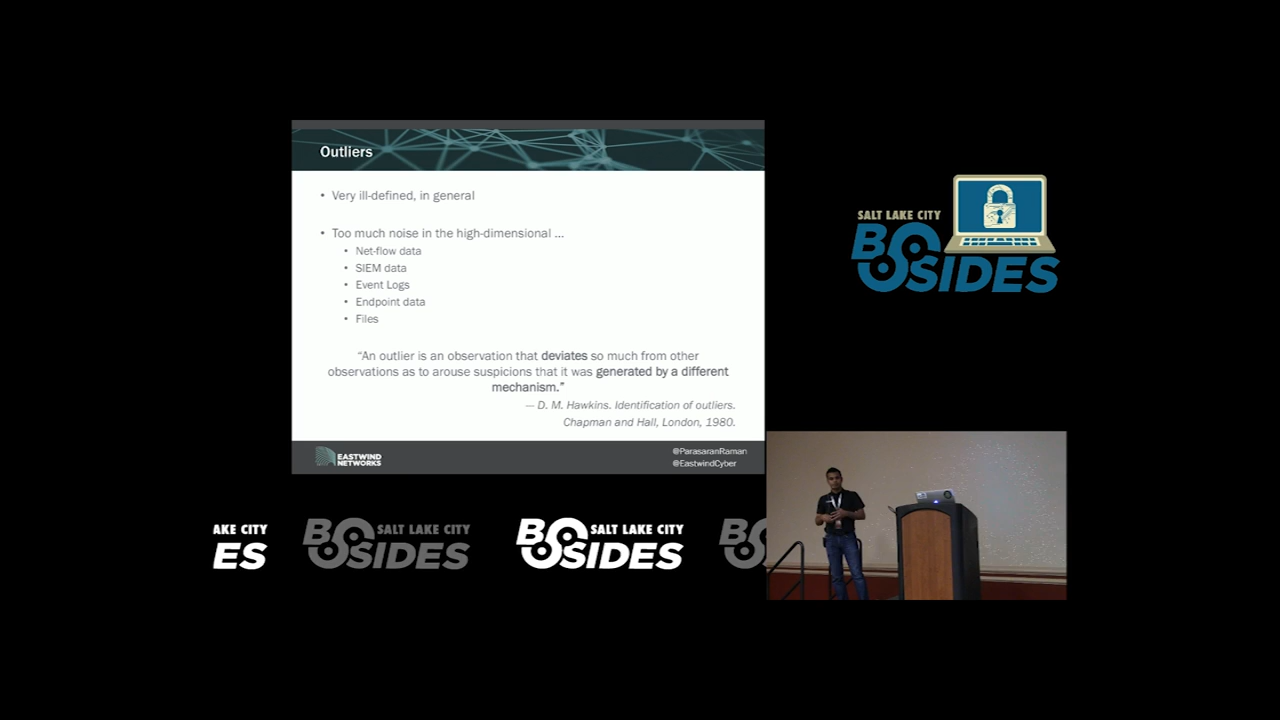 Outliers
• Very ill-defined, in general
• Too much noise in the high-dimensional ...
• Net-flow data
• SIEM data
• Event Logs
• Endpoint data
• Files
“An outlier is an observation that deviates so much from other
observations as to arouse suspicions that it was generated by a different
mechanism.”
— D. M. Hawkins. Identification of outliers.
Chapman and Hall, London, 1980.
EASTWIND
NETWORKS
@ParasaranRaman
@EastwindCyber
SALT LAKE CITY
BSIDES
AKE CITY
ES
SALT LAKE CITY
BSIDES
SALT LAKE CITY
BSIDES
B